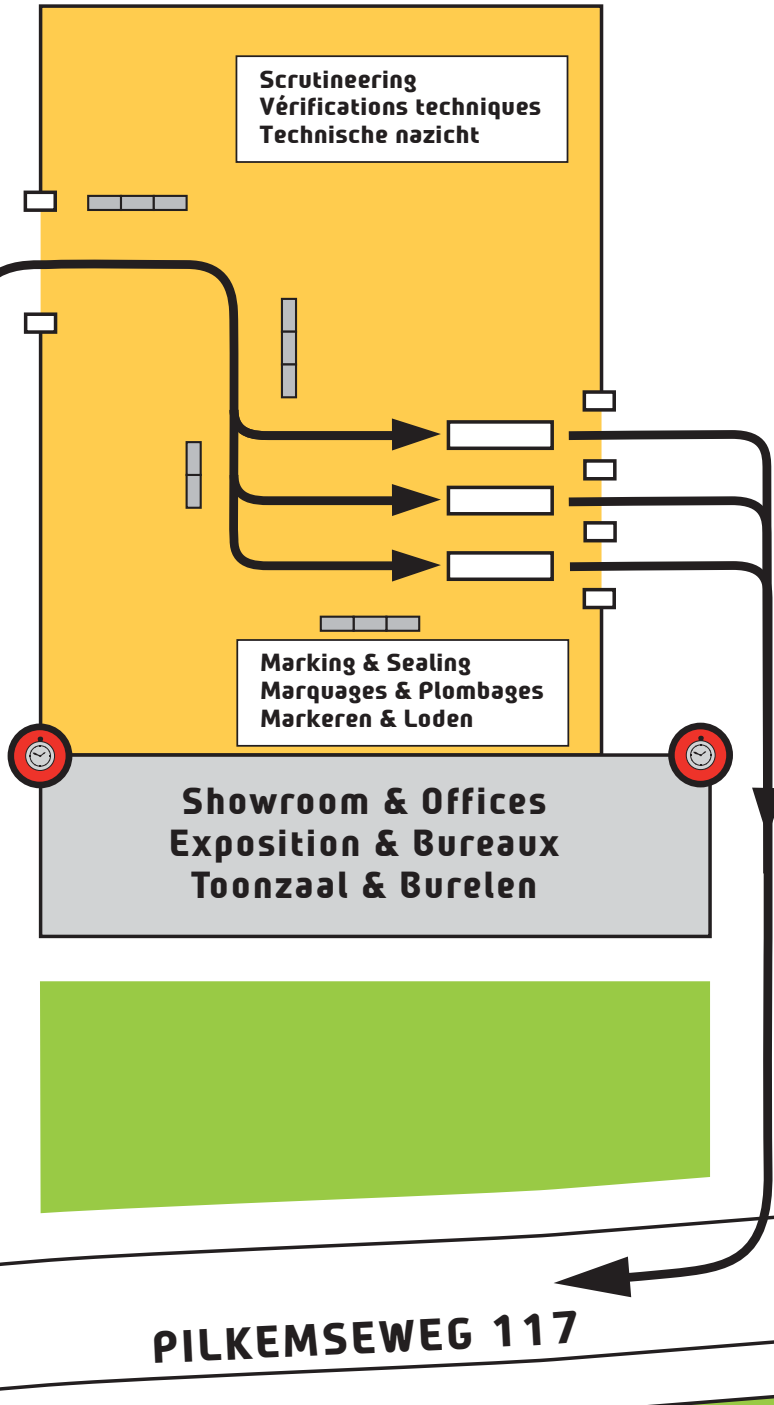 Scrutineering
Vérifications techniques
Technische nazicht
Marking & Sealing
Marquages & Plombages
Markeren & Loden
Showroom & Offices
Exposition & Bureaux
Toonzaal & Burelen
PILKEMSEWEG 117